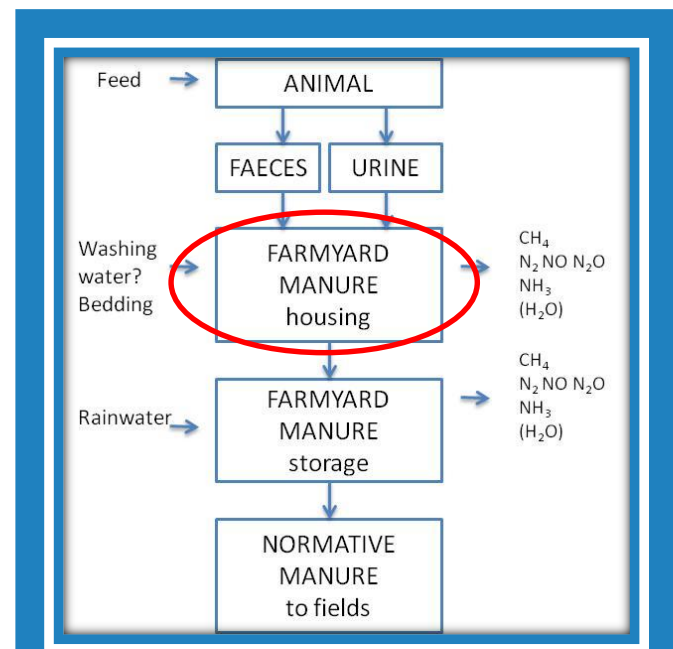 Feed
ANIMAL
FAECES
URINE
Washing
water?
Bedding
FARMYARD
MANURE
housing
CH₄
N₂ NO N₂O
NH₃
(H₂O)
Rainwater
FARMYARD
MANURE
storage
CH₄
N₂ NO N₂O
NH₃
(H₂O)
NORMATIVE
MANURE
to fields